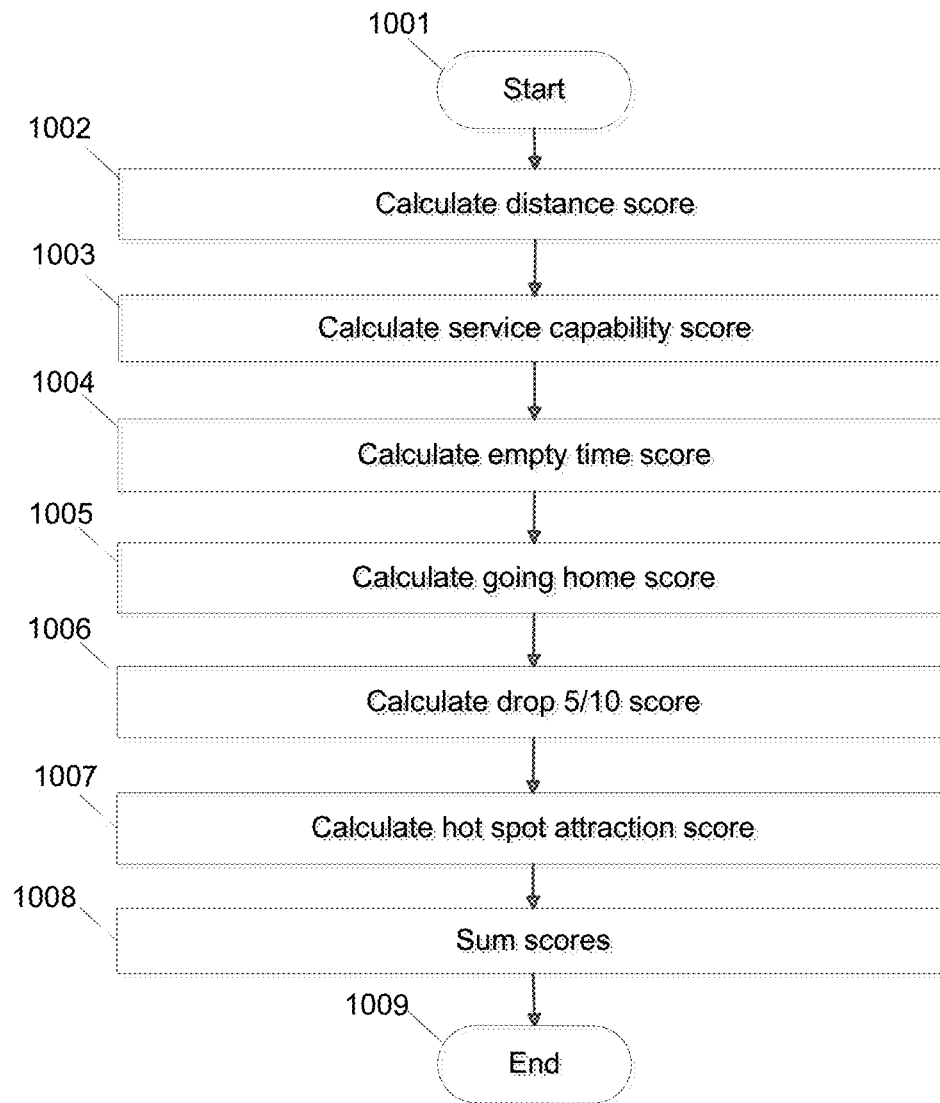 1001
Start
1002
Calculate distance score
1003
Calculate service capability score
1004
Calculate empty time score
1005
Calculate going home score
1006
Calculate drop 5/10 score
1007
Calculate hot spot attraction score
1008
Sum scores
1009
End